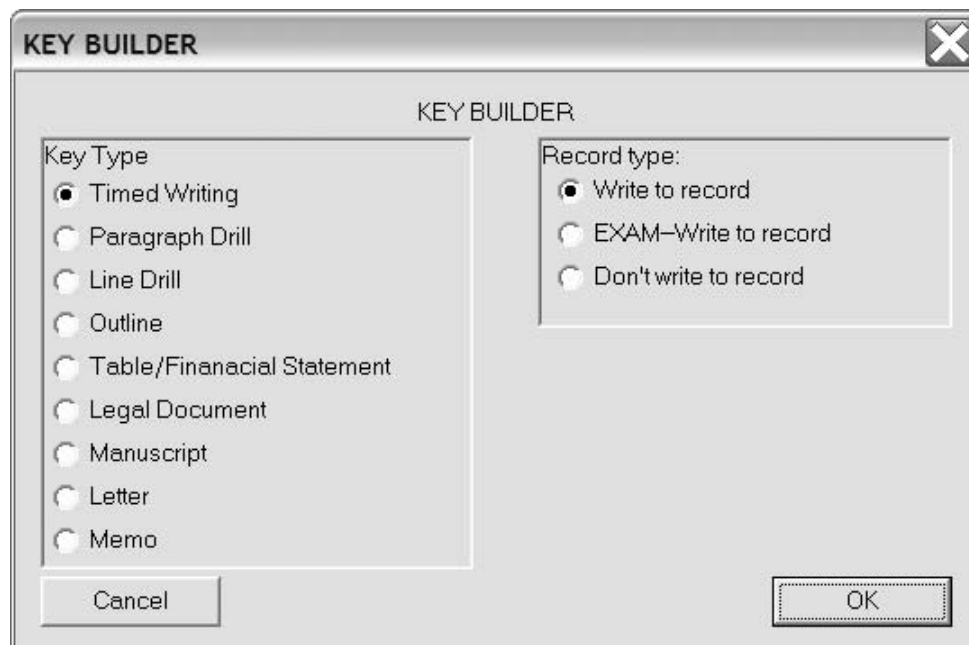 KEY BUILDER
KEY BUILDER
Key Type
Timed Writing
Paragraph Drill
Line Drill
Outline
Table/Finanacial Statement
Legal Document
Manuscript
Letter
Memo
Record type:
Write to record
EXAM–Write to record
Don't write to record
Cancel
OK